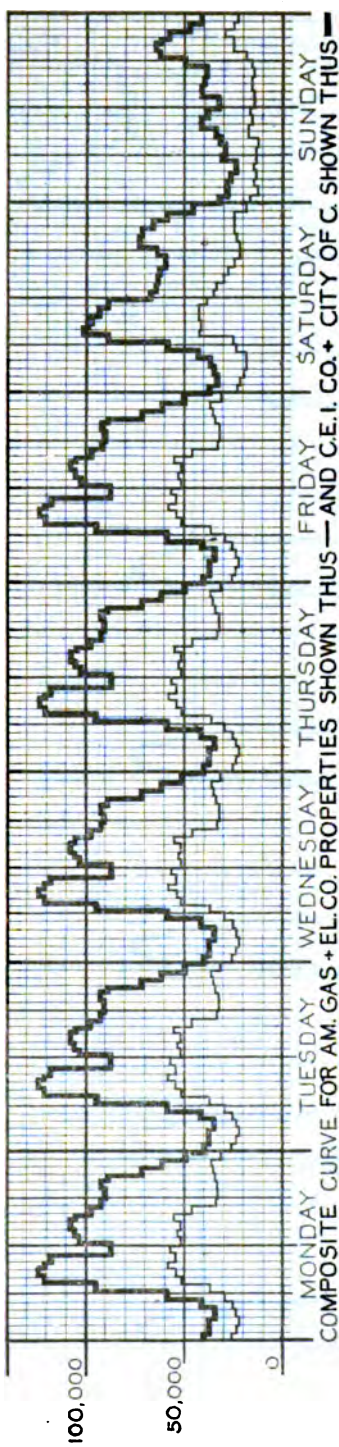 100,000
50,000
0
MONDAY TUESDAY WEDNESDAY THURSDAY FRIDAY SATURDAY SUNDAY
COMPOSITE CURVE FOR AM. GAS + EL. CO. PROPERTIES SHOWN THUS — AND C.E.I. CO. + CITY OF C. SHOWN THUS —